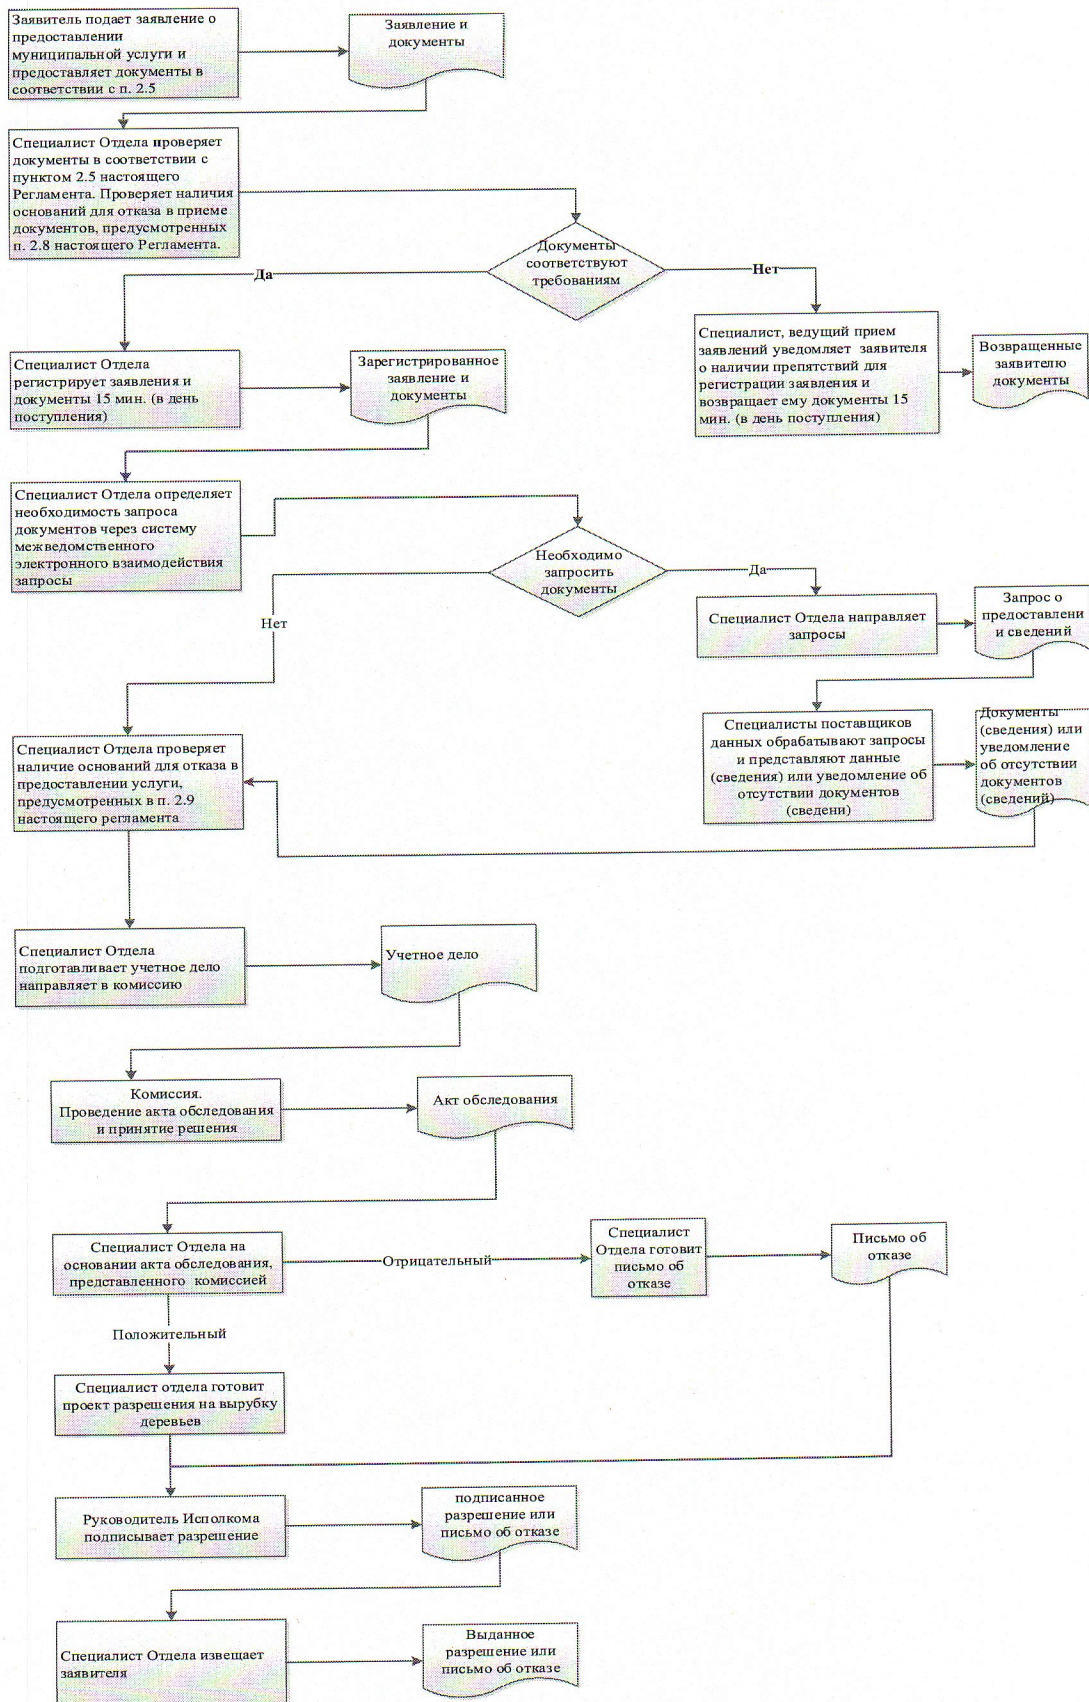 Заявитель подает заявление о
предоставлении
муниципальной услуги и
предоставляет документы в
соответствии с п. 2.5
Заявление и
документы
Специалист Отдела проверяет
документы в соответствии с
пунктом 2.5 настоящего
Регламента. Проверяет наличия
оснований для отказа в приеме
документов, предусмотренных
п. 2.8 настоящего Регламента.
Документы
соответствуют
требованиям
Да
Нет
Специалист Отдела
регистрирует заявления и
документы 15 мин. (в день
поступления)
Зарегистрированное
заявление и
документы
Специалист, ведущий прием
заявлений уведомляет заявителя
о наличии препятствий для
регистрации заявления и
возвращает ему документы 15
мин. (в день поступления)
Возвращенные
заявителю
документы
Специалист Отдела определяет
необходимость запроса
документов через систему
межведомственного
электронного взаимодействия
запросы
Необходимо
запросить
документы
Да
Нет
Специалист Отдела направляет
запросы
Запрос о
предоставлени
и сведений
Специалисты поставщиков
данных обрабатывают запросы
и представляют данные
(сведения) или уведомление об
отсутствии документов
(сведени)
Документы
(сведения) или
уведомление
об отсутствии
документов
(сведений)
Специалист Отдела проверяет
наличие оснований для отказа в
предоставлении услуги,
предусмотренных в п. 2.9
настоящего регламента
Специалист Отдела
подготавливает учетное дело
направляет в комиссию
Учетное дело
Комиссия.
Проведение акта обследования
и принятие решения
Акт обследования
Специалист Отдела на
основании акта обследования,
представленного комиссией
Отрицательный
Специалист
Отдела готовит
письмо об
отказе
Письмо об
отказе
Положительный
Специалист отдела готовит
проект разрешения на вырубку
деревьев
Руководитель Исполкома
подписывает разрешение
подписанное
разрешение или
письмо об отказе
Специалист Отдела извещает
заявителя
Выданное
разрешение или
письмо об отказе